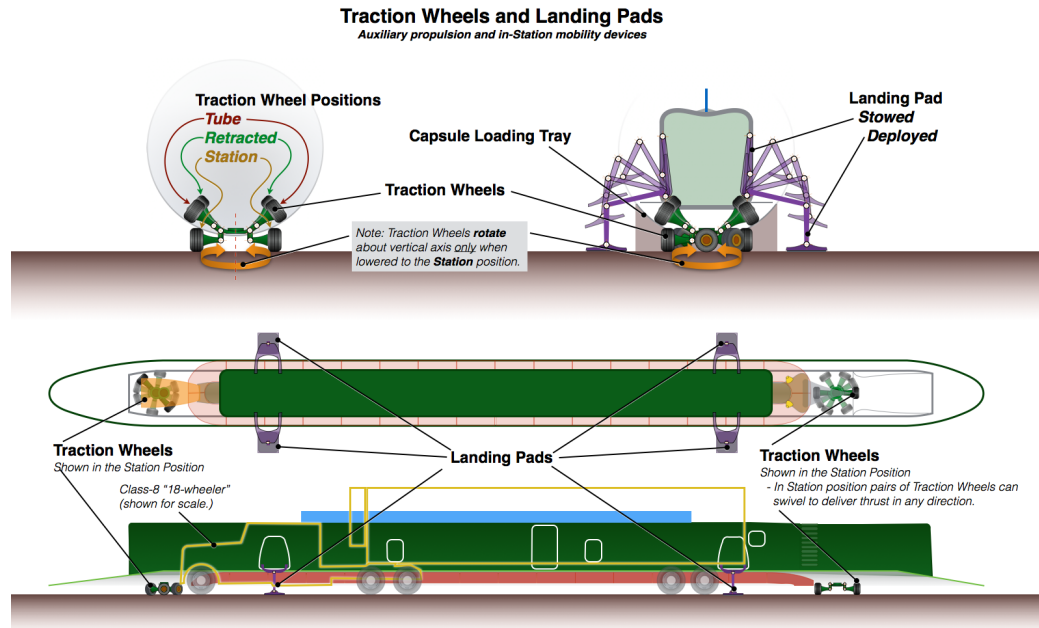 Traction Wheels and Landing Pads
Auxiliary propulsion and in-Station mobility devices
Traction Wheel Positions
Tube
Retracted
Station
Capsule Loading Tray
Landing Pad
Stowed
Deployed
Traction Wheels
Note: Traction Wheels rotate
about vertical axis only when
lowered to the Station position.
Traction Wheels
Shown in the Station Position
Class-8 "18-wheeler"
(shown for scale.)
Landing Pads
Traction Wheels
Shown in the Station Position
- In Station position pairs of Traction Wheels can
swivel to deliver thrust in any direction.